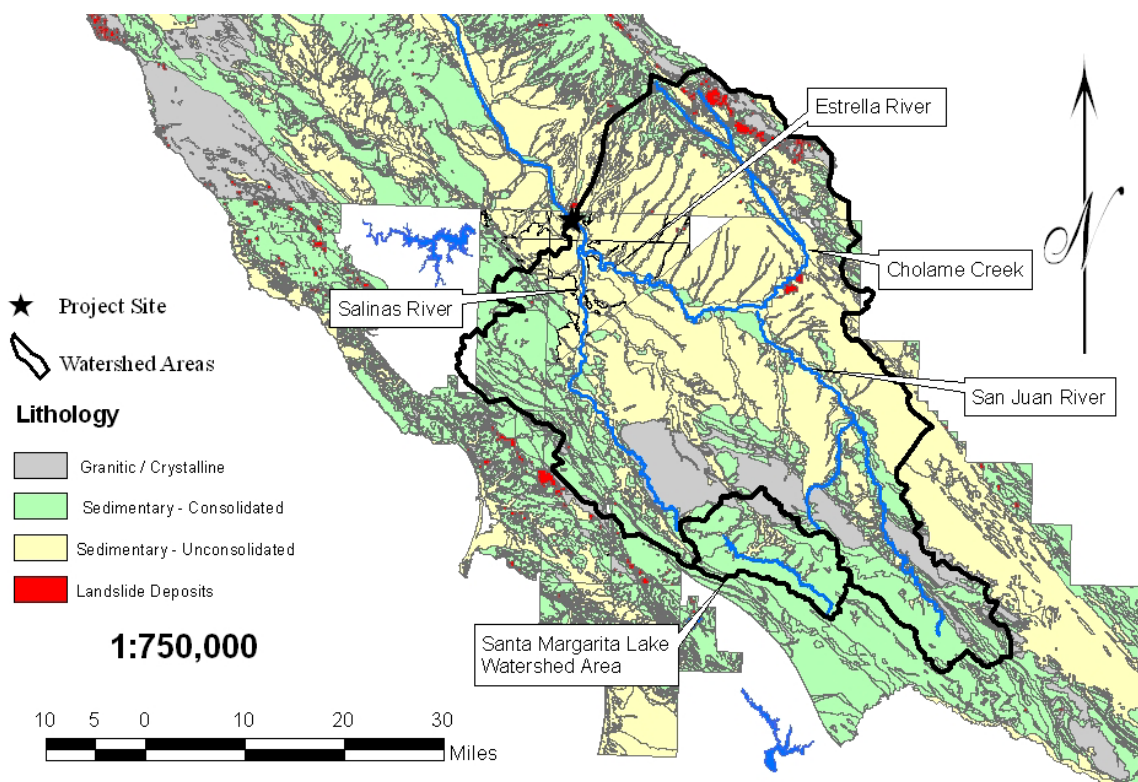 Estrella River
Cholame Creek
Salinas River
San Juan River
Santa Margarita Lake
Watershed Area
N
Project Site
Watershed Areas
Lithology
Granitic / Crystalline
Sedimentary - Consolidated
Sedimentary - Unconsolidated
Landslide Deposits
1:750,000
10 5 0 10 20 30
Miles